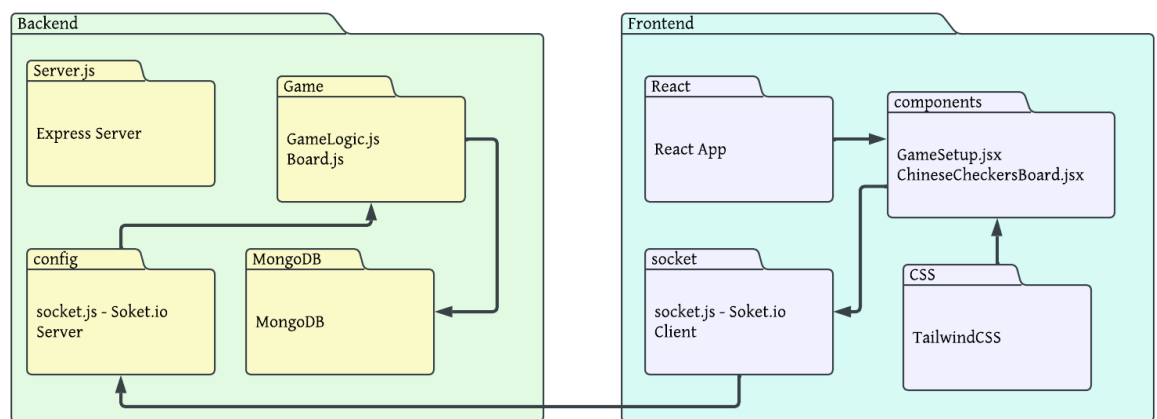 Backend
Server.js
Express Server
Game
GameLogic.js
Board.js
config
socket.js - Soket.io
Server
MongoDB
MongoDB
Frontend
React
React App
components
GameSetup.jsx
ChineseCheckersBoard.jsx
socket
socket.js - Soket.io
Client
CSS
TailwindCSS